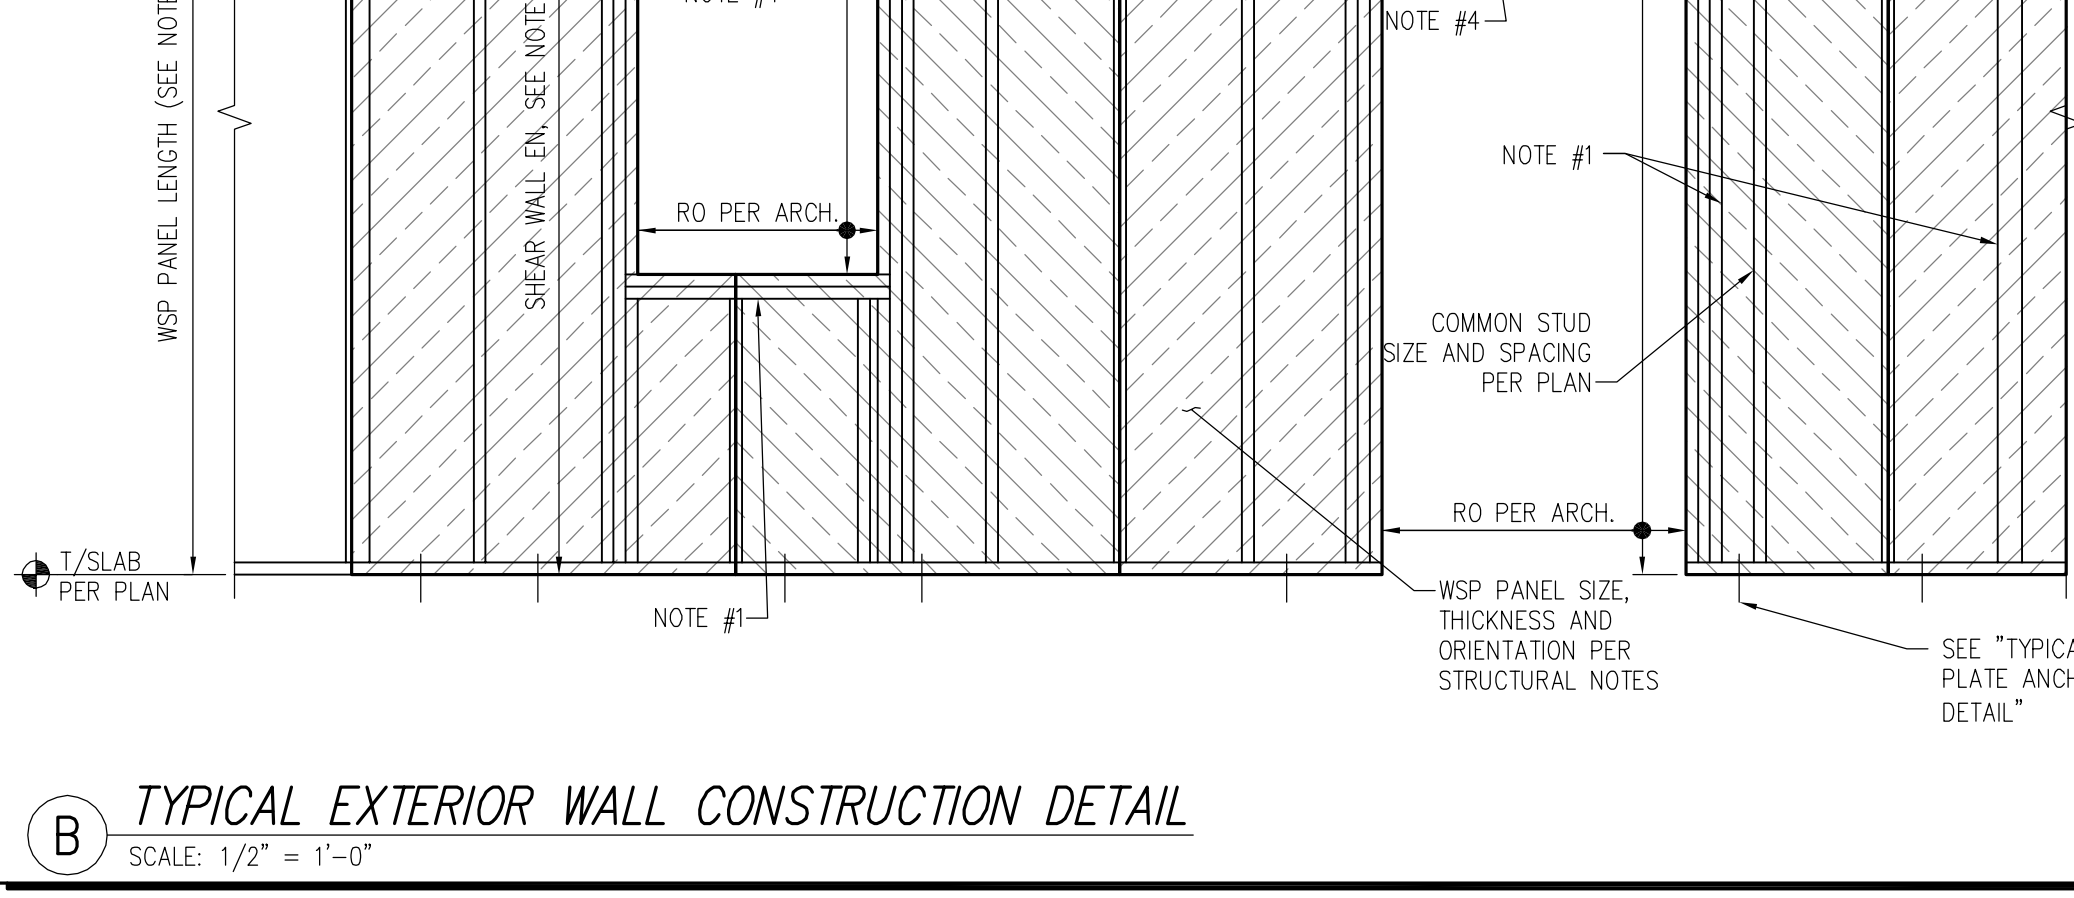 NOTE #4
WSP PANEL LENGTH (SEE NOTE
SHEAR WALL EN, SEE NOTE
NOTE #1
RO PER ARCH.
COMMON STUD
SIZE AND SPACING
PER PLAN
RO PER ARCH.
T/SLAB
PER PLAN
NOTE #1
WSP PANEL SIZE,
THICKNESS AND
ORIENTATION PER
STRUCTURAL NOTES
SEE "TYPICA
PLATE ANCH
DETAIL"
B
TYPICAL EXTERIOR WALL CONSTRUCTION DETAIL
SCALE: 1/2" = 1'-0"